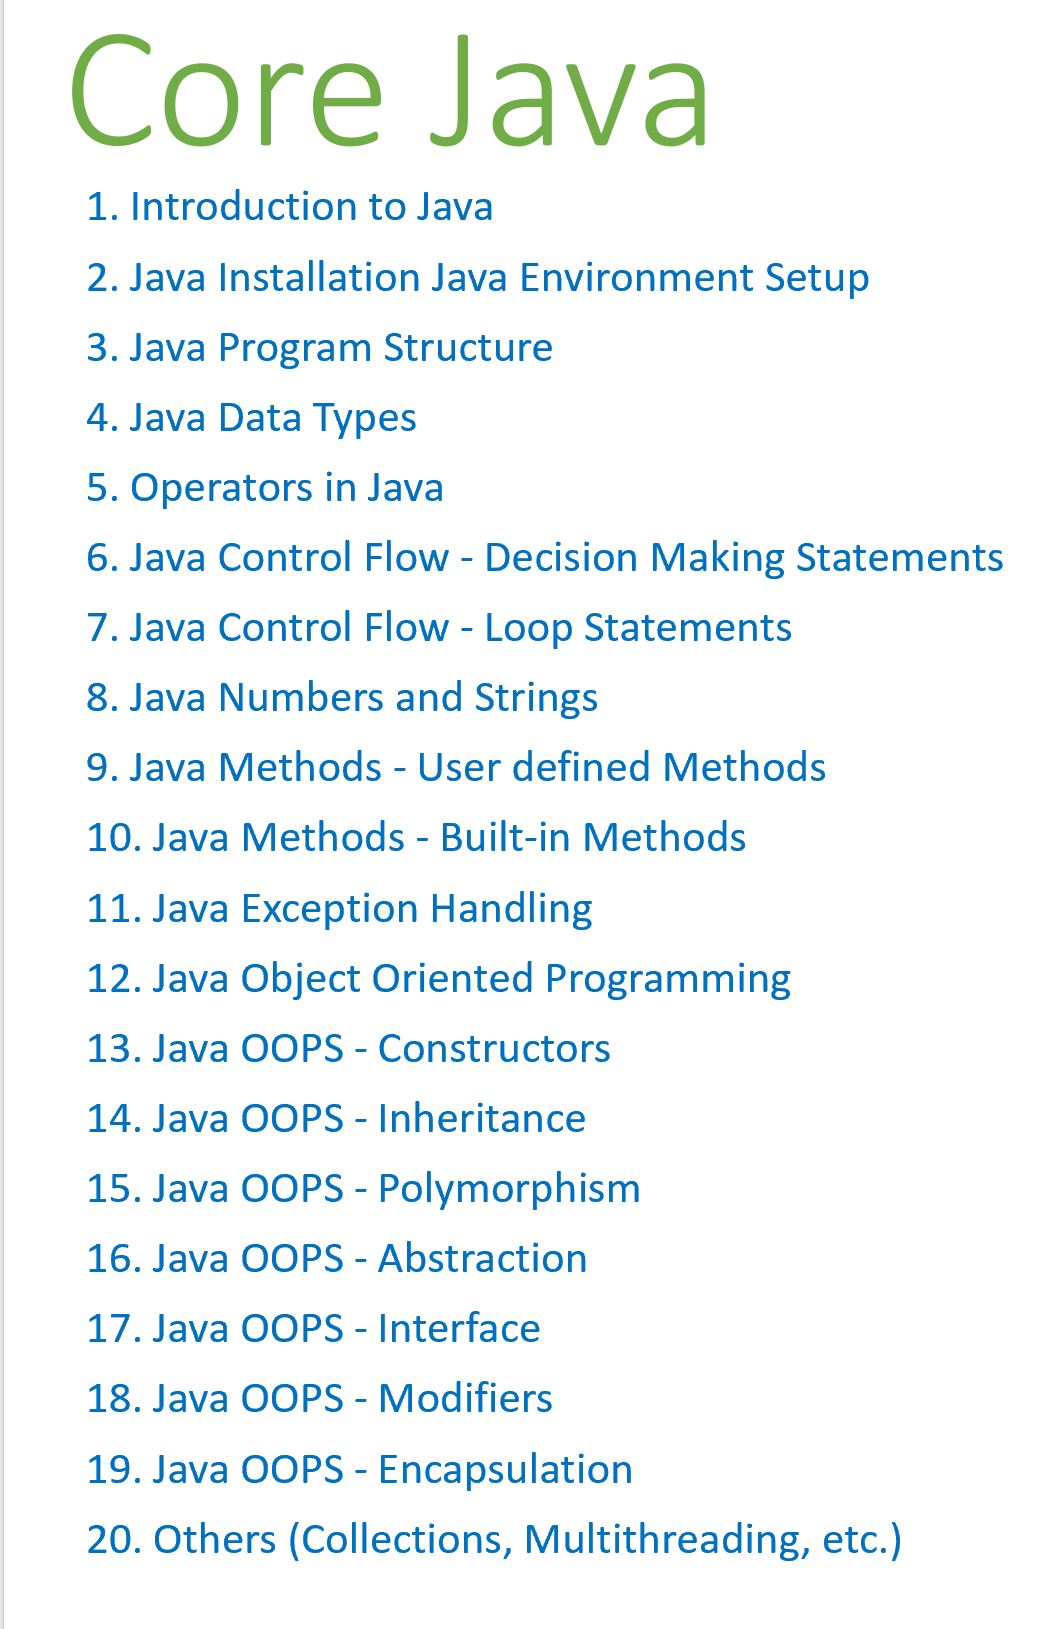 Core Java
1. Introduction to Java
2. Java Installation Java Environment Setup
3. Java Program Structure
4. Java Data Types
5. Operators in Java
6. Java Control Flow - Decision Making Statements
7. Java Control Flow - Loop Statements
8. Java Numbers and Strings
9. Java Methods - User defined Methods
10. Java Methods - Built-in Methods
11. Java Exception Handling
12. Java Object Oriented Programming
13. Java OOPS - Constructors
14. Java OOPS - Inheritance
15. Java OOPS - Polymorphism
16. Java OOPS - Abstraction
17. Java OOPS - Interface
18. Java OOPS - Modifiers
19. Java OOPS - Encapsulation
20. Others (Collections, Multithreading, etc.)